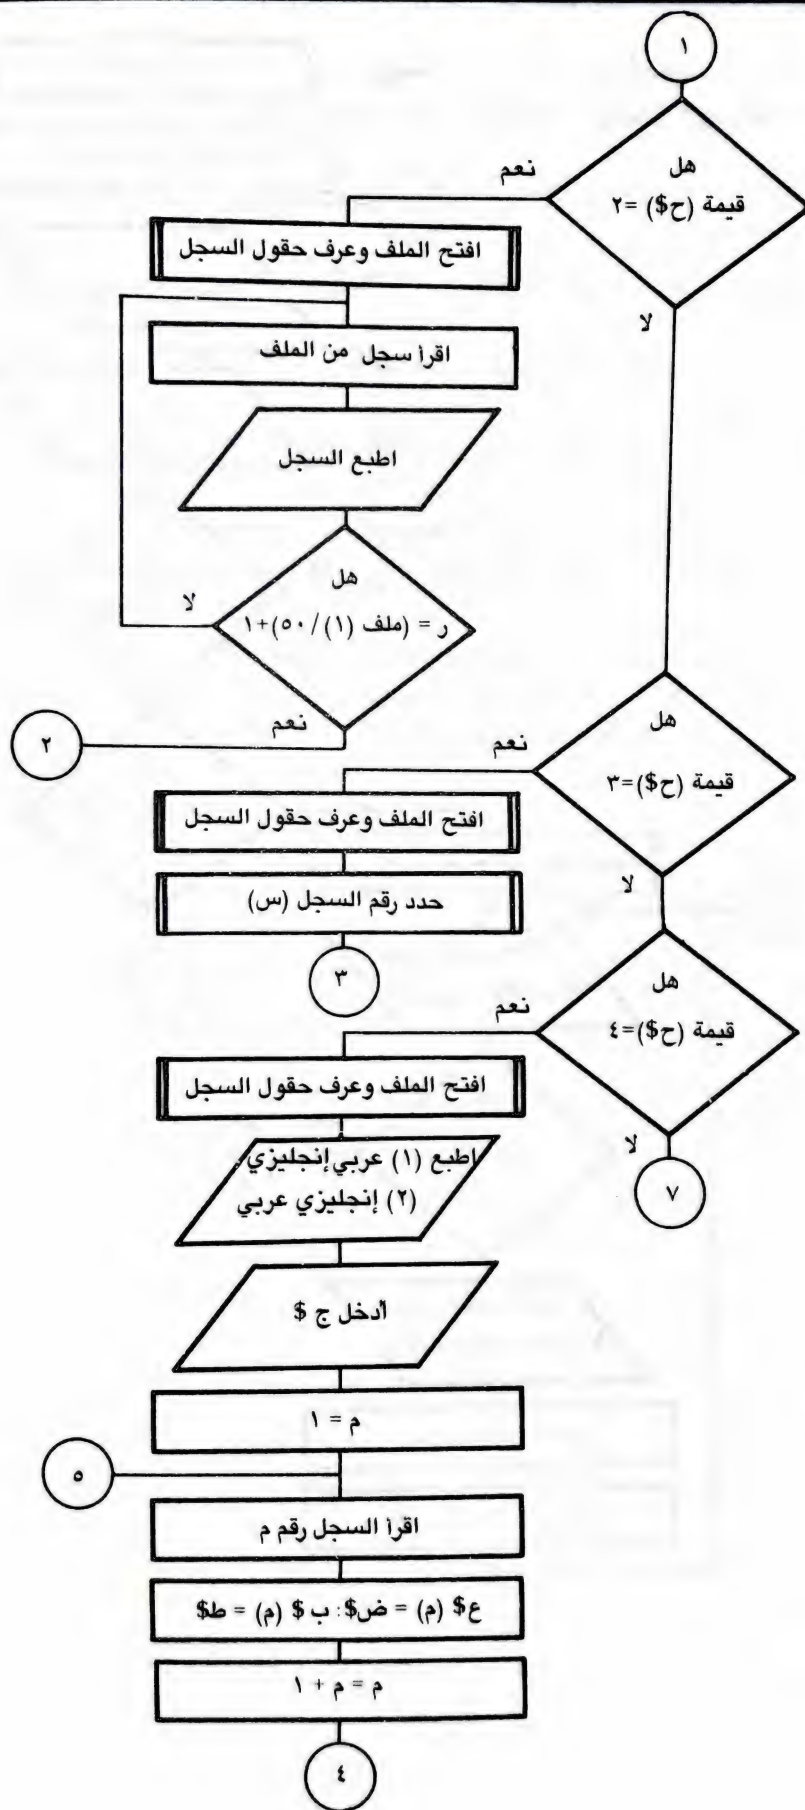 ١
هل
قيمة (ح$) =٢
نعم
لا
افتح الملف وعرف حقول السجل
اقرأ سجل من الملف
اطبع السجل
هل
ر = (ملف (١)/٥٠)+١
لا
نعم
٢
هل
قيمة (ح$)=٣
نعم
لا
افتح الملف وعرف حقول السجل
حدد رقم السجل (س)
٣
هل
قيمة (ح$)=٤
نعم
لا
٧
افتح الملف وعرف حقول السجل
اطبع (١) عربي إنجليزي
(٢) إنجليزي عربي
أدخل ج $
م = ١
٥
اقرأ السجل رقم م
ع$ (م) = ض$: ب $ (م) = ط$
م = م + ١
٤